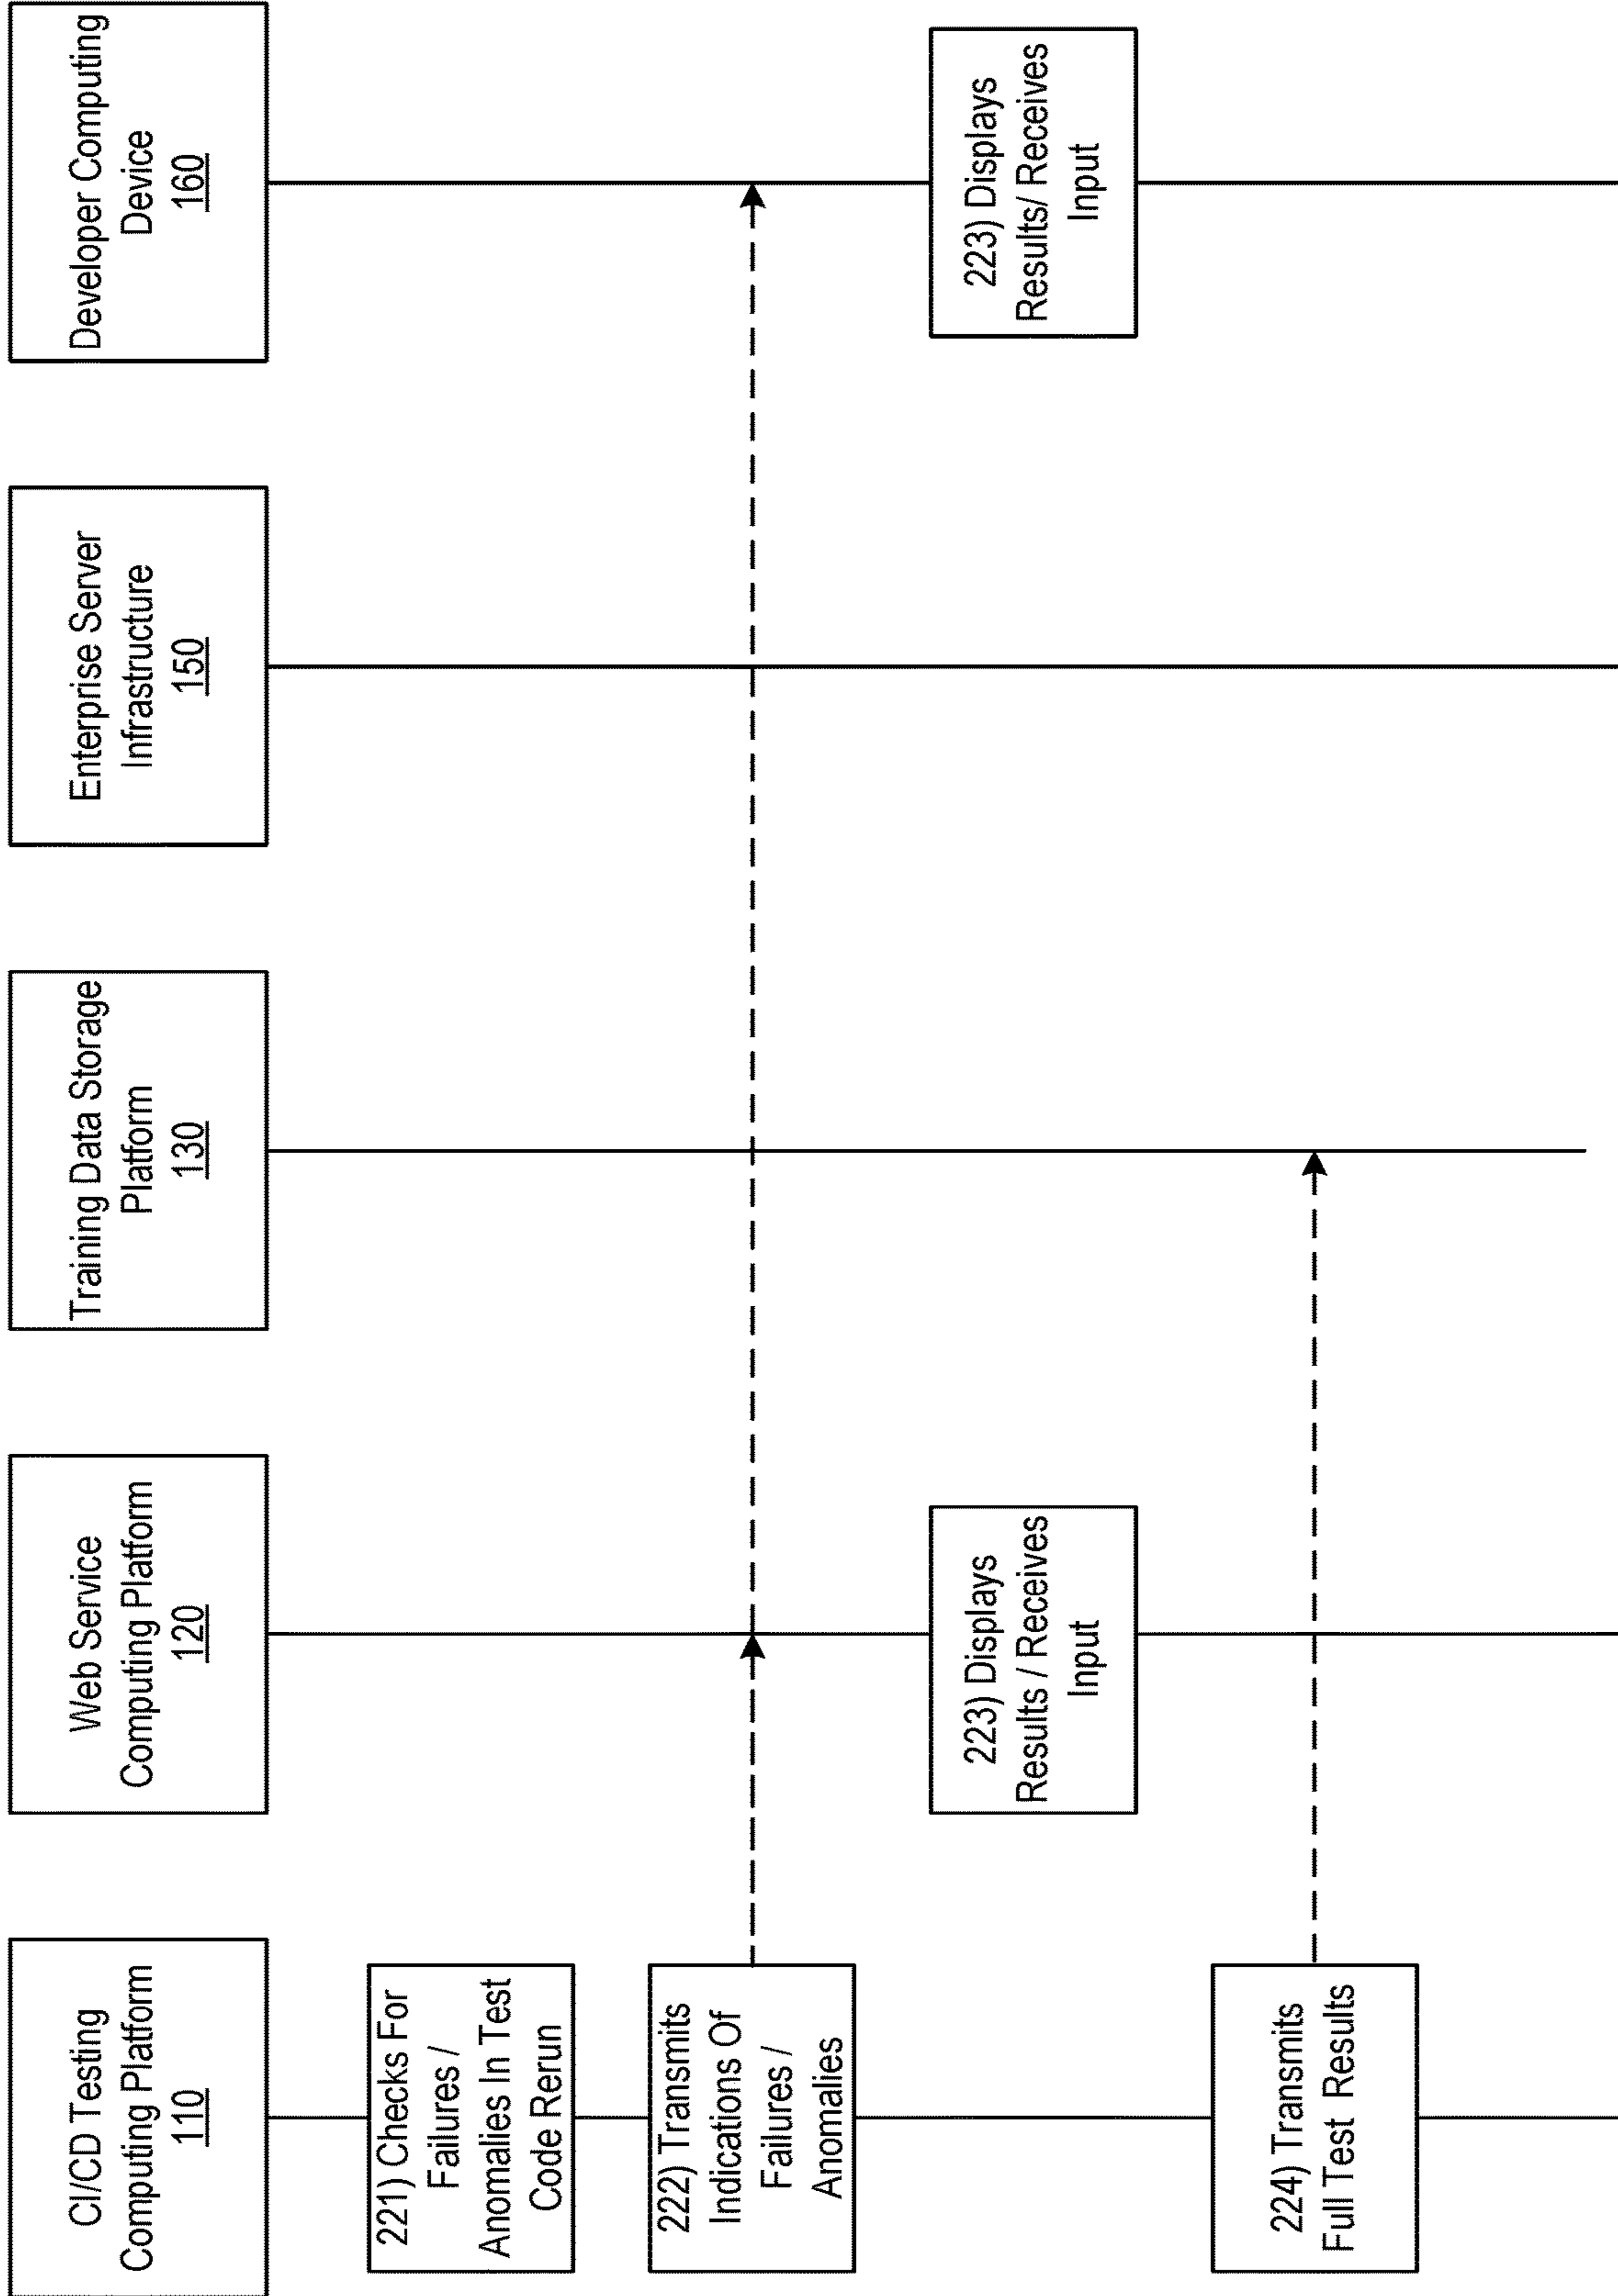 CI/CD Testing
Computing Platform
110
Web Service
Computing Platform
120
Training Data Storage
Platform
130
Enterprise Server
Infrastructure
150
Developer Computing
Device
160
221) Checks For
Failures /
Anomalies In Test
Code Rerun
222) Transmits
Indications Of
Failures /
Anomalies
223) Displays
Results / Receives
Input
223) Displays
Results/ Receives
Input
224) Transmits
Full Test Results